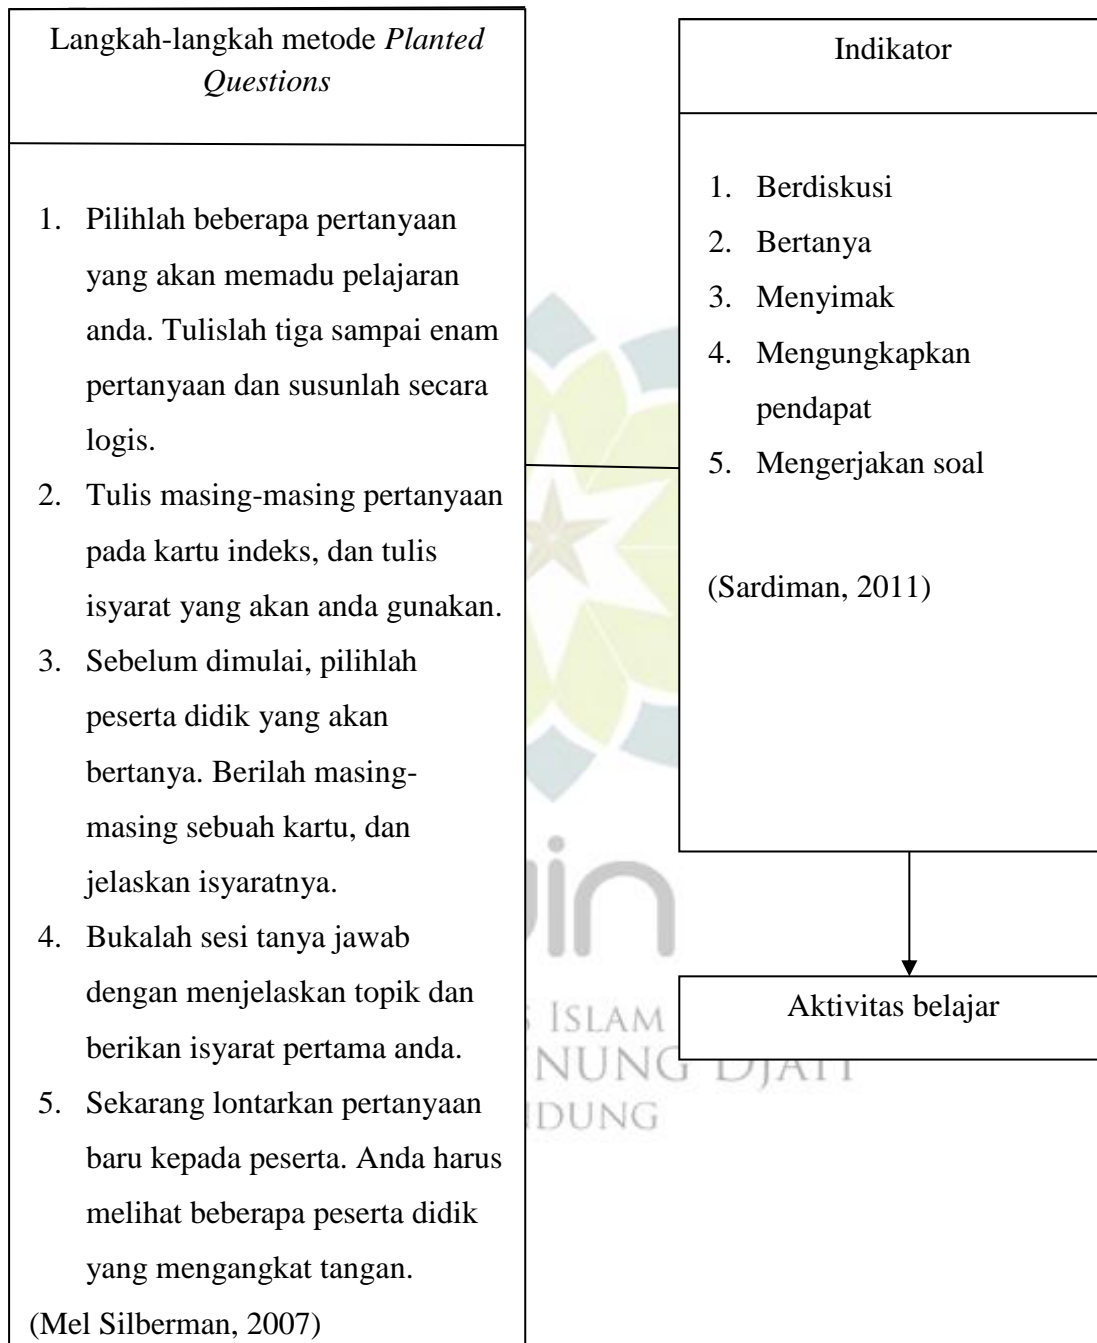 Langkah-langkah metode Planted
Questions
1. Pilihlah beberapa pertanyaan
yang akan memadu pelajaran
anda. Tulislah tiga sampai enam
pertanyaan dan susunlah secara
logis.
2. Tulis masing-masing pertanyaan
pada kartu indeks, dan tulis
isyarat yang akan anda gunakan.
3. Sebelum dimulai, pilihlah
peserta didik yang akan
bertanya. Berilah masing-
masing sebuah kartu, dan
jelaskan isyaratnya.
4. Bukalah sesi tanya jawab
dengan menjelaskan topik dan
berikan isyarat pertama anda.
5. Sekarang lontarkan pertanyaan
baru kepada peserta. Anda harus
melihat beberapa peserta didik
yang mengangkat tangan.
(Mel Silberman, 2007)
Indikator
1. Berdiskusi
2. Bertanya
3. Menyimak
4. Mengungkapkan
pendapat
5. Mengerjakan soal
(Sardiman, 2011)
Aktivitas belajar
ISLAM